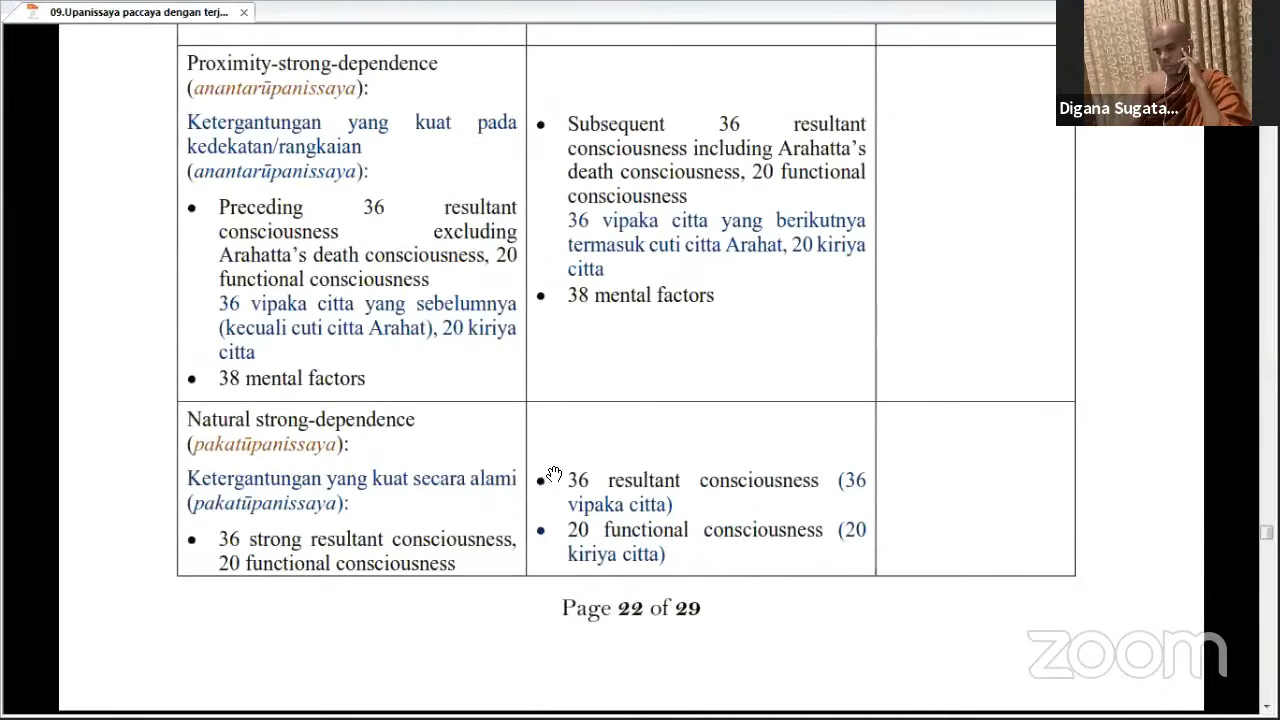 09.Upanissaya paccaya dengan terj...
Digana Sugata...
Proximity-strong-dependence
(anantarūpanissaya):
Ketergantungan yang kuat pada
kedekatan/rangkaian
(anantarūpanissaya):
• Preceding 36 resultant
consciousness excluding
Arahatta's death consciousness, 20
functional consciousness
36 vipaka citta yang sebelumnya
(kecuali cuti citta Arahat), 20 kiriya
citta
• 38 mental factors
• Subsequent 36 resultant
consciousness including Arahatta's
death consciousness, 20 functional
consciousness
36 vipaka citta yang berikutnya
termasuk cuti citta Arahat, 20 kiriya
citta
• 38 mental factors
Natural strong-dependence
(pakatūpanissaya):
Ketergantungan yang kuat secara alami
(pakatūpanissaya):
• 36 strong resultant consciousness,
20 functional consciousness
• 36 resultant consciousness (36
vipaka citta)
• 20 functional consciousness (20
kiriya citta)
Page 22 of 29
zoom